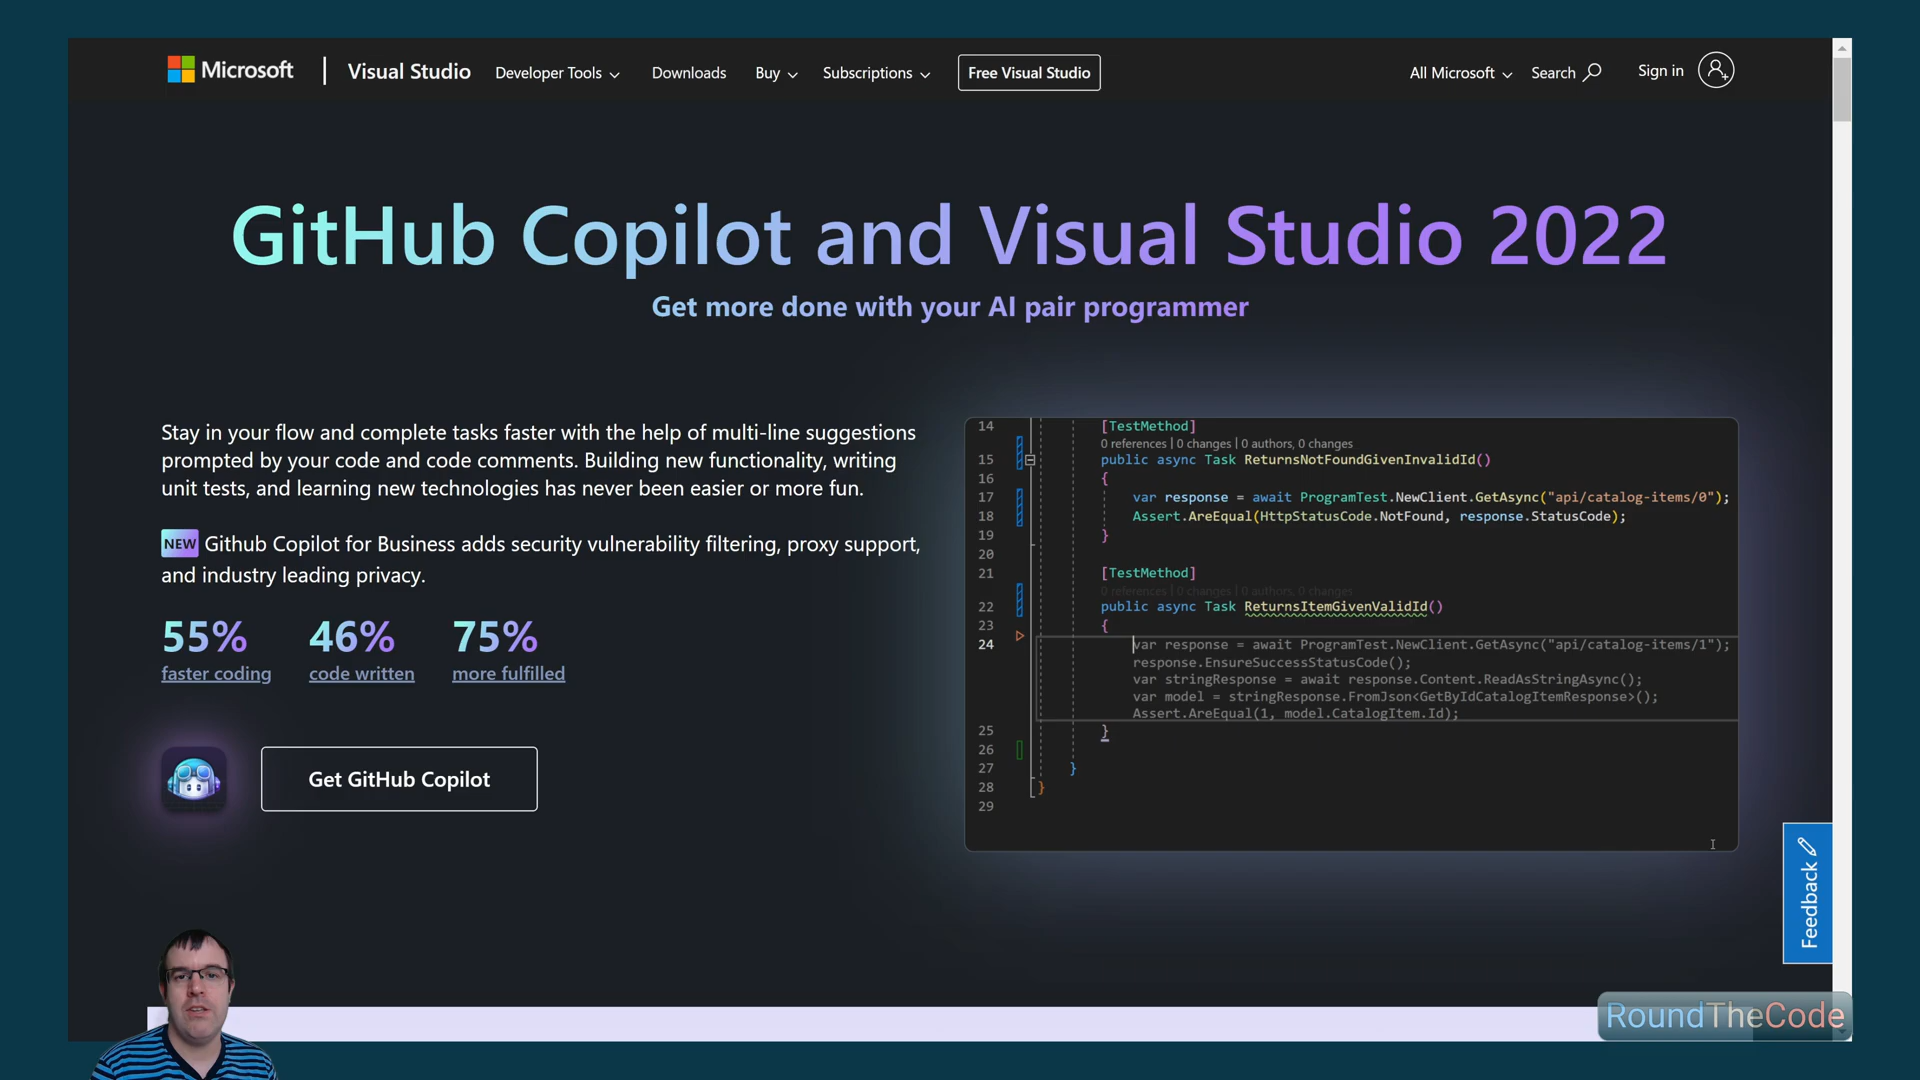 Microsoft
Visual Studio
Developer Tools
Downloads
Buy
Subscriptions
Free Visual Studio
All Microsoft
Search
Sign in
GitHub Copilot and Visual Studio 2022
Get more done with your AI pair programmer
Stay in your flow and complete tasks faster with the help of multi-line suggestions
prompted by your code and code comments. Building new functionality, writing
unit tests, and learning new technologies has never been easier or more fun.
NEW Github Copilot for Business adds security vulnerability filtering, proxy support,
and industry leading privacy.
55%
faster coding
46%
code written
75%
more fulfilled
Get GitHub Copilot
14 [TestMethod]
0 references | 0 changes | 0 authors, 0 changes
15 public async Task ReturnsNotFoundGivenInvalidId()
16 {
17 var response = await ProgramTest.NewClient.GetAsync("api/catalog-items/0");
18 Assert.AreEqual(HttpStatusCode.NotFound, response.StatusCode);
19 }
20
21 [TestMethod]
0 references | 0 changes | 0 authors, 0 changes
22 public async Task ReturnsItemGivenValidId()
23 {
24 var response = await ProgramTest.NewClient.GetAsync("api/catalog-items/1");
response.EnsureSuccessStatusCode();
var stringResponse = await response.Content.ReadAsStringAsync();
var model = stringResponse.FromJson<GetByIdCatalogItemResponse>();
Assert.AreEqual(1, model.CatalogItem.Id);
25 }
26
27 }
28 }
29
Feedback
RoundTheCode